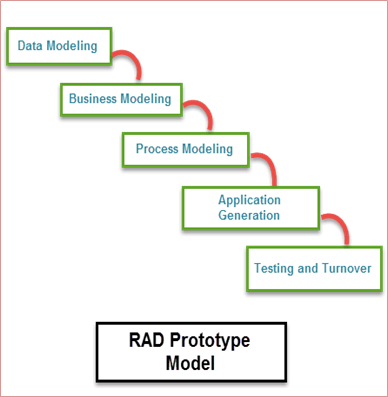 Data Modeling
Business Modeling
Process Modeling
Application
Generation
Testing and Turnover
RAD Prototype
Model